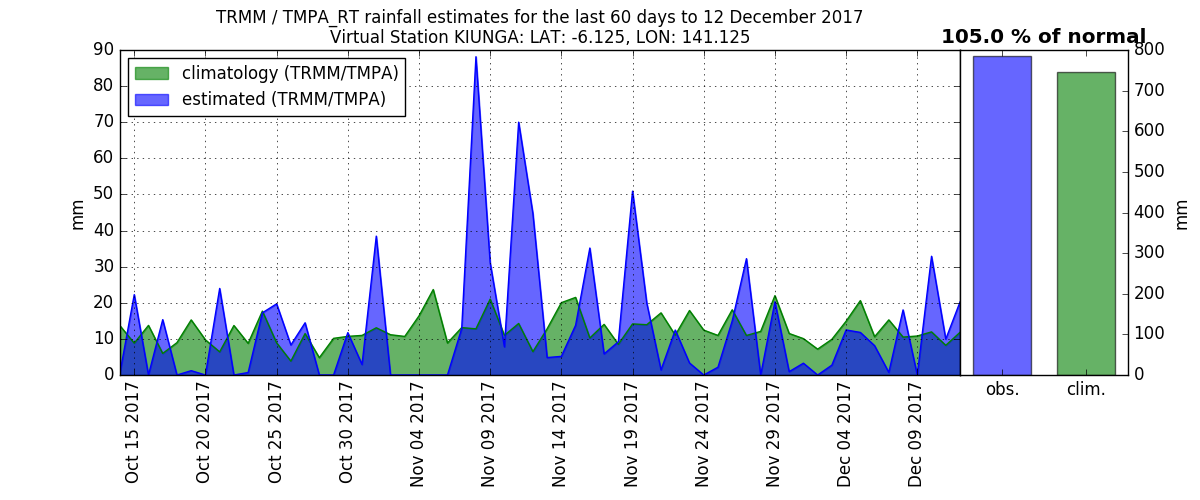 TRMM / TMPA_RT rainfall estimates for the last 60 days to 12 December 2017
Virtual Station KIUNGA: LAT: -6.125, LON: 141.125
105.0 % of normal
climatology (TRMM/TMPA)
estimated (TRMM/TMPA)
mm
90
80
70
60
50
40
30
20
10
0
Oct 15 2017
Oct 20 2017
Oct 25 2017
Oct 30 2017
Nov 04 2017
Nov 09 2017
Nov 14 2017
Nov 19 2017
Nov 24 2017
Nov 29 2017
Dec 04 2017
Dec 09 2017
obs.
clim.
800
700
600
500
400
300
200
100
0
mm